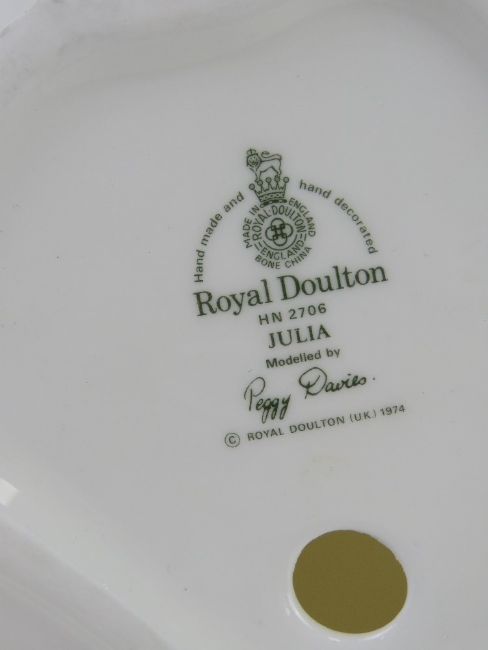 Hand made and hand decorated
MADE IN ENGLAND
ROYAL·DOULTON
ENGLAND
BONE CHINA
Royal Doulton
HN 2706
JULIA
Modelled by
Peggy Davies.
© ROYAL DOULTON (U.K.) 1974